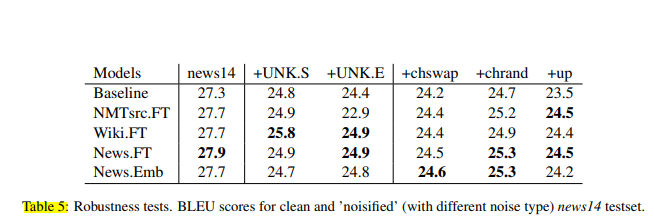 Models news14 +UNK.S +UNK.E +chswap +chrand +up
Baseline 27.3 24.8 24.4 24.2 24.7 23.5
NMTsrc.FT 27.7 24.9 22.9 24.4 25.2 24.5
Wiki.FT 27.7 25.8 24.9 24.4 24.9 24.4
News.FT 27.9 24.9 24.9 24.5 25.3 24.5
News.Emb 27.7 24.7 24.8 24.6 25.3 24.2
Table 5: Robustness tests. BLEU scores for clean and ’noisified’ (with different noise type) news14 testset.